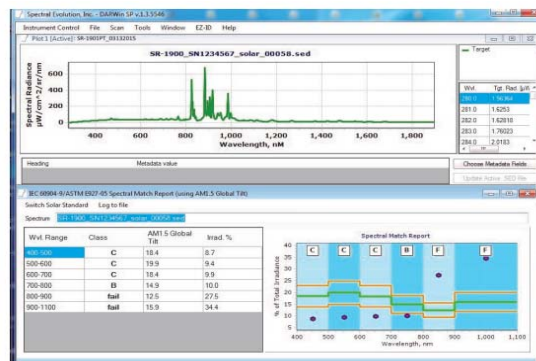 Spectral Evolution, Inc. - DARWin SP v.1.3.5546
Instrument Control File Scan Tools Window EZ-ID Help
Plot1 [Active]: SR-1901PT_03132015
SR-1900_SN1234567_solar_00058.sed
Spectral Radiance
µW/cm^2/sr/nm
600
400
200
0
400 600 800 1,000 1,200 1,400 1,600 1,800
Wavelength, nM
Target
Wvl. Tgt. Rad.
280.0
281.0 1.6253
282.0 1.62818
283.0 1.76023
284.0 2.0183
Heading Metadata value
Choose Metadata Fields
Update Active .SED file
IEC 60904-9/ASTM E927-05 Spectral Match Report (using AM1.5 Global Tilt)
Switch Solar Standard Log to file
Spectrum SR-1900_SN1234567_solar_00058.sed
Wvl. Range Class AM1.5 Global Tilt Irrad. %
400-500 C 18.4 8.7
500-600 C 19.9 9.4
600-700 C 18.4 9.9
700-800 B 14.9 10.0
800-900 fail 12.5 27.5
900-1100 fail 15.9 34.4
Spectral Match Report
% of Total Irradiance
40
35
30
25
20
15
10
5
C C C B F F
400 500 600 700 800 900 1,000 1,100
Wavelength, nm